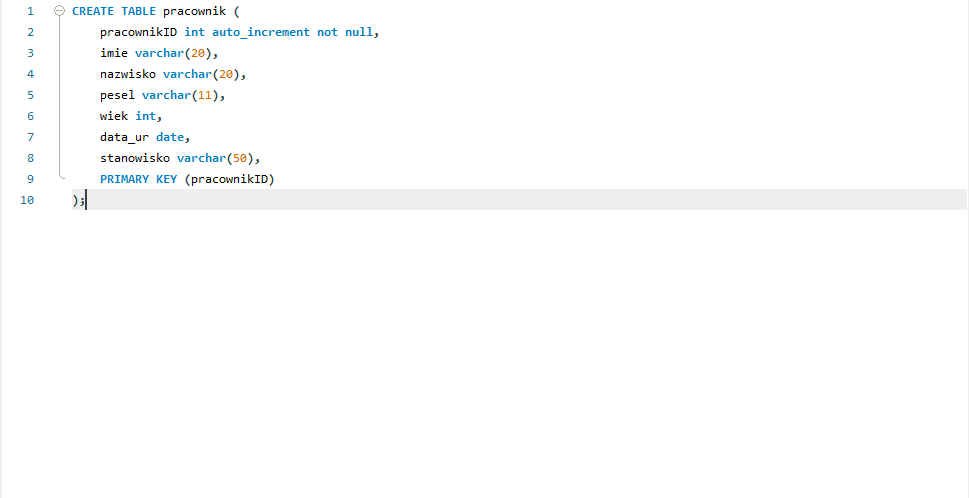 1 CREATE TABLE pracownik (
2 pracownikID int auto_increment not null,
3 imie varchar(20),
4 nazwisko varchar(20),
5 pesel varchar(11),
6 wiek int,
7 data_ur date,
8 stanowisko varchar(50),
9 PRIMARY KEY (pracownikID)
10 );